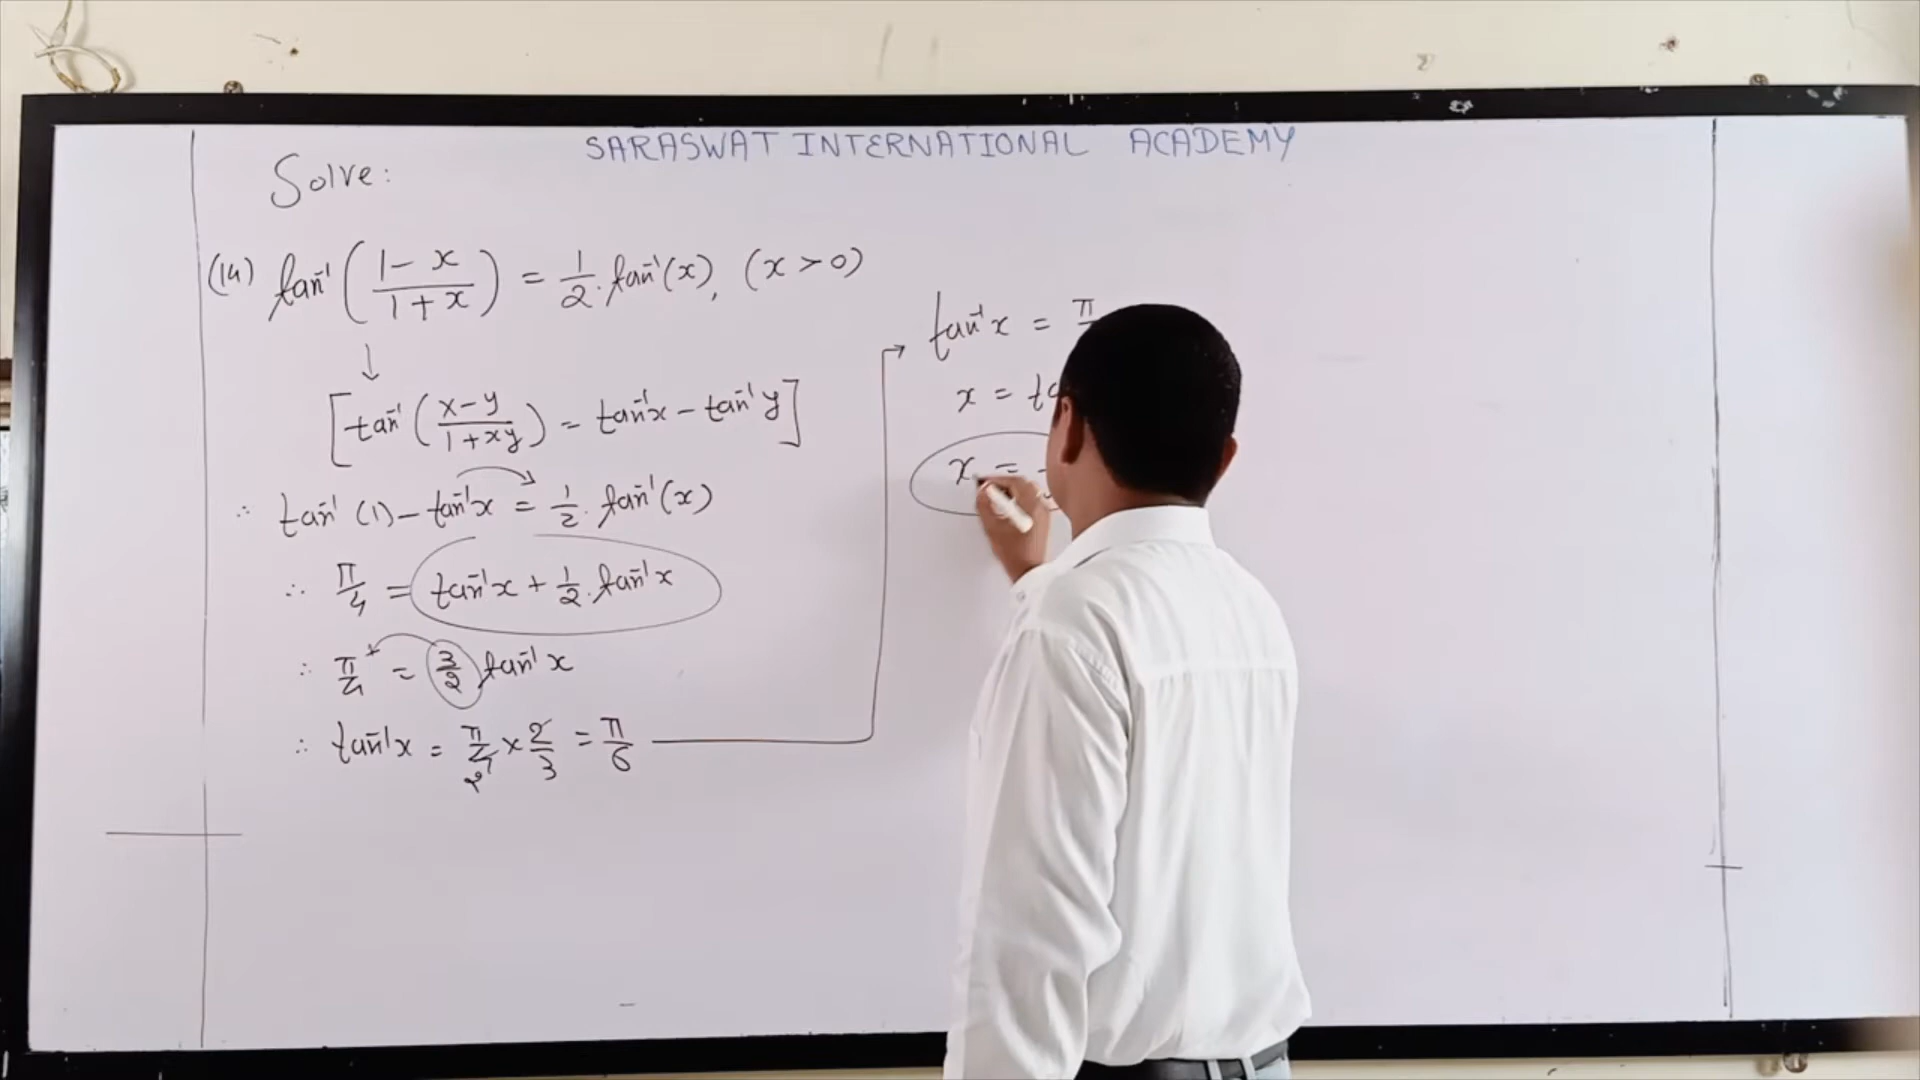 SARASWAT INTERNATIONAL ACADEMY
Solve:
(14) tan⁻¹(1-x/1+x) = 1/2 . tan⁻¹(x), (x > 0)
↓
[tan⁻¹(x-y/1+xy) = tan⁻¹x - tan⁻¹y]
∴ tan⁻¹(1) - tan⁻¹x = 1/2 . tan⁻¹(x)
∴ π/4 = tan⁻¹x + 1/2 . tan⁻¹x
∴ π/4 = 3/2 tan⁻¹x
∴ tan⁻¹x = π/4 × 2/3 = π/6
tan⁻¹x = π
x =
x =